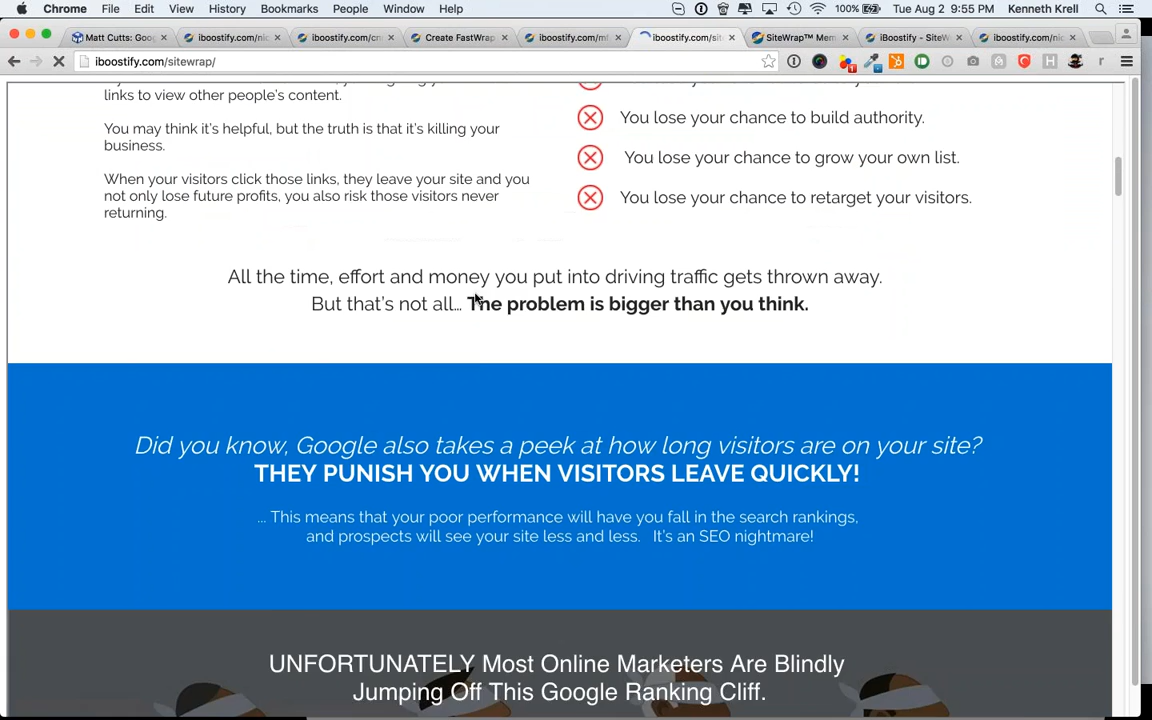 Chrome File Edit View History Bookmarks People Window Help 100% Tue Aug 2 9:55 PM Kenneth Krell
Matt Cutts: Goo iboostify.com/nic iboostify.com/cm Create FastWrap iboostify.com/mf iboostify.com/site SiteWrap™ Mem iBoostify - SiteW iboostify.com/nic
iboostify.com/sitewrap/
links to view other people's content.
You may think it's helpful, but the truth is that it's killing your
business.
When your visitors click those links, they leave your site and you
not only lose future profits, you also risk those visitors never
returning.
You lose your chance to build authority.
You lose your chance to grow your own list.
You lose your chance to retarget your visitors.
All the time, effort and money you put into driving traffic gets thrown away.
But that's not all... The problem is bigger than you think.
Did you know, Google also takes a peek at how long visitors are on your site?
THEY PUNISH YOU WHEN VISITORS LEAVE QUICKLY!
... This means that your poor performance will have you fall in the search rankings,
and prospects will see your site less and less. It's an SEO nightmare!
UNFORTUNATELY Most Online Marketers Are Blindly
Jumping Off This Google Ranking Cliff.